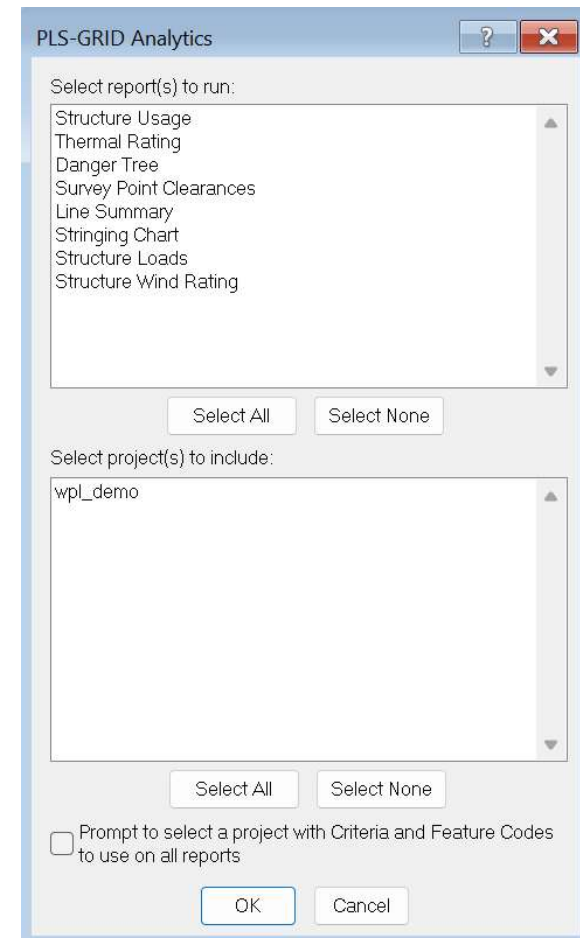 PLS-GRID Analytics
?
Select report(s) to run:
Structure Usage
Thermal Rating
Danger Tree
Survey Point Clearances
Line Summary
Stringing Chart
Structure Loads
Structure Wind Rating
Select All Select None
Select project(s) to include:
wpl_demo
Select All Select None
Prompt to select a project with Criteria and Feature Codes
to use on all reports
OK Cancel